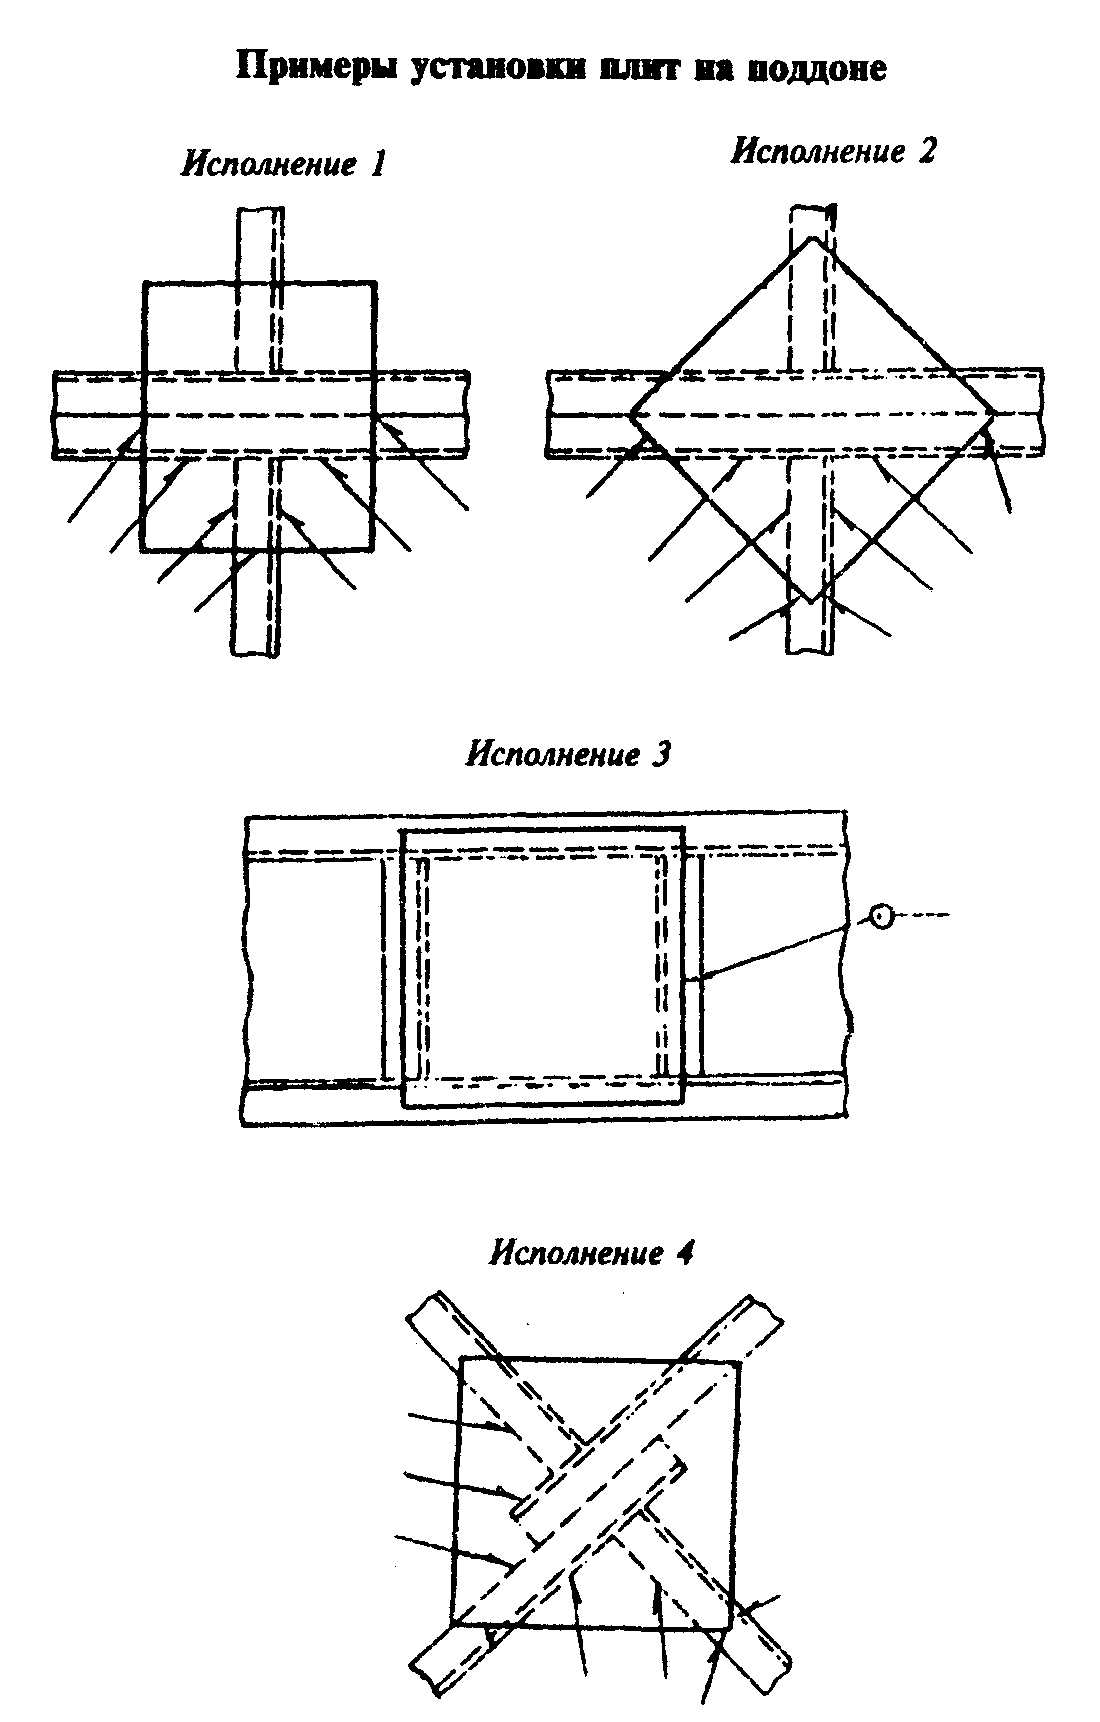 Примеры установки плит на поддоне
Исполнение 1
Исполнение 2
Исполнение 3
Исполнение 4